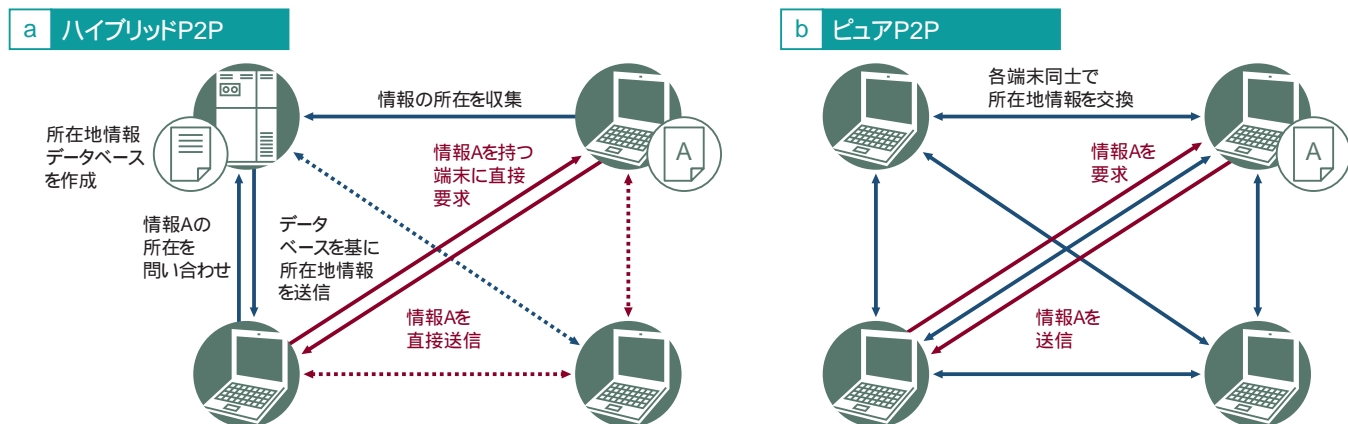 a ハイブリッドP2P
情報の所在を収集
所在地情報
データベース
を作成
A
情報Aを持つ
端末に直接
要求
情報Aの
所在を
問い合わせ
データ
ベースを基に
所在地情報
を送信
情報Aを
直接送信
b ピュアP2P
各端末同士で
所在地情報を交換
A
情報Aを
要求
情報Aを
送信